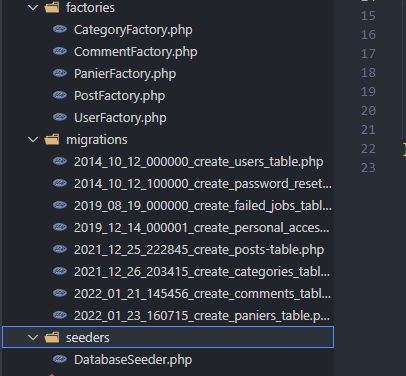 factories
CategoryFactory.php
CommentFactory.php
PanierFactory.php
PostFactory.php
UserFactory.php
migrations
2014_10_12_000000_create_users_table.php
2014_10_12_100000_create_password_reset...
2019_08_19_000000_create_failed_jobs_tabl...
2019_12_14_000001_create_personal_acces...
2021_12_25_222845_create_posts-table.php
2021_12_26_203415_create_categories_tabl...
2022_01_21_145456_create_comments_tabl...
2022_01_23_160715_create_paniers_table.p...
seeders
DatabaseSeeder.php
15
16
17
18
19
20
21
22 }
23